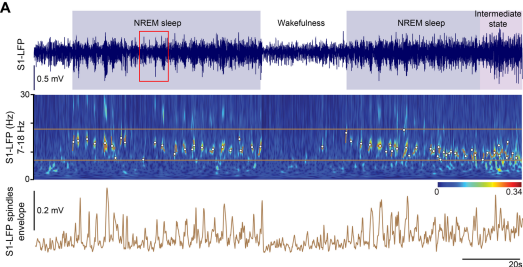 A
NREM sleep
Wakefulness
NREM sleep
Intermediate
state
S1-LFP
0.5 mV
S1-LFP (Hz)
7-18 Hz
30
15
0
0
0.34
S1-LFP spindles
envelope
0.2 mV
20s